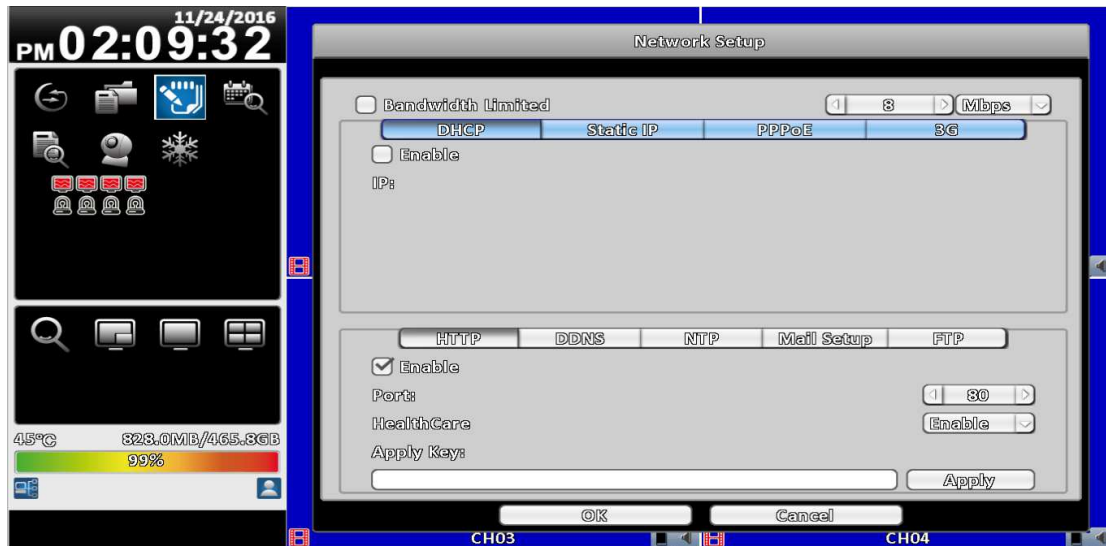 11/24/2016
PM 02:09:32
45°C 828.0MB/465.8GB
99%
Network Setup
Bandwidth Limited 8 Mbps
DHCP Static IP PPPoE 3G
Enable
IP:
HTTP DDNS NTP Mail Setup FTP
Enable
Port: 80
HealthCare Enable
Apply Key:
Apply
OK Cancel
CH03 CH04